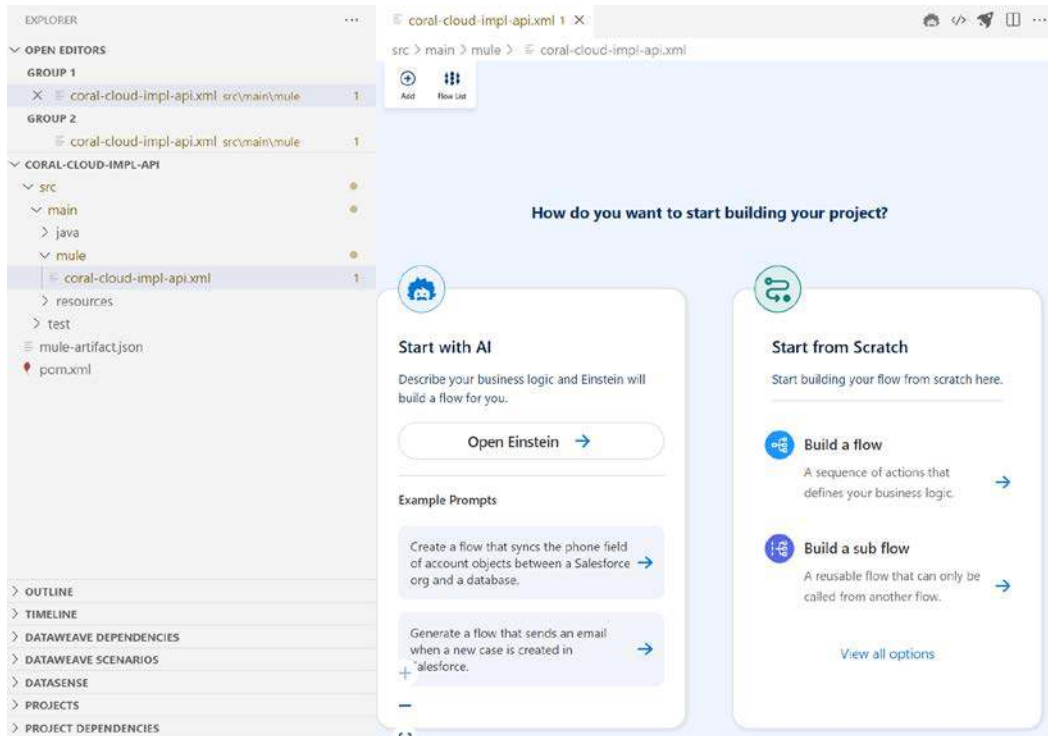 EXPLORER
OPEN EDITORS
GROUP 1
coral-cloud-impl-api.xml src\main\mule 1
GROUP 2
coral-cloud-impl-api.xml src\main\mule 1
CORAL-CLOUD-IMPL-API
src
main
java
mule
coral-cloud-impl-api.xml 1
resources
test
mule-artifact.json
pom.xml
OUTLINE
TIMELINE
DATAWEAVE DEPENDENCIES
DATAWEAVE SCENARIOS
DATASENSE
PROJECTS
PROJECT DEPENDENCIES
coral-cloud-impl-api.xml 1
src > main > mule > coral-cloud-impl-api.xml
Add
Flow List
How do you want to start building your project?
Start with AI
Describe your business logic and Einstein will
build a flow for you.
Open Einstein
Example Prompts
Create a flow that syncs the phone field
of account objects between a Salesforce
org and a database.
Generate a flow that sends an email
when a new case is created in
Salesforce.
Start from Scratch
Start building your flow from scratch here.
Build a flow
A sequence of actions that
defines your business logic.
Build a sub flow
A reusable flow that can only be
called from another flow.
View all options